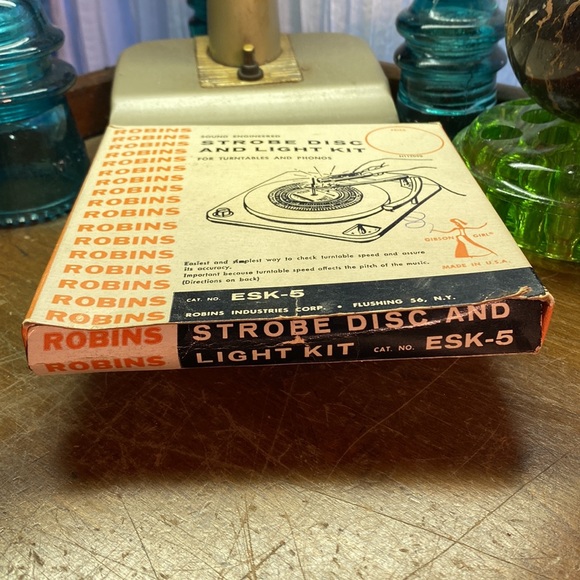 ROBINS
ROBINS
ROBINS
ROBINS
ROBINS
ROBINS
ROBINS
ROBINS
ROBINS
ROBINS
ROBINS
ROBINS
SOUND ENGINEERED
STROBE DISC
AND LIGHT KIT
FOR TURNTABLES AND PHONOS
GIBSON GIRL®
MADE IN U.S.A.
Easiest and simplest way to check turntable speed and assure
its accuracy.
Important because turntable speed affects the pitch of the music.
(Directions on back)
CAT. NO. ESK-5
ROBINS INDUSTRIES CORP. • FLUSHING 56, N.Y.
ROBINS
ROBINS
STROBE DISC AND
LIGHT KIT CAT. NO. ESK-5